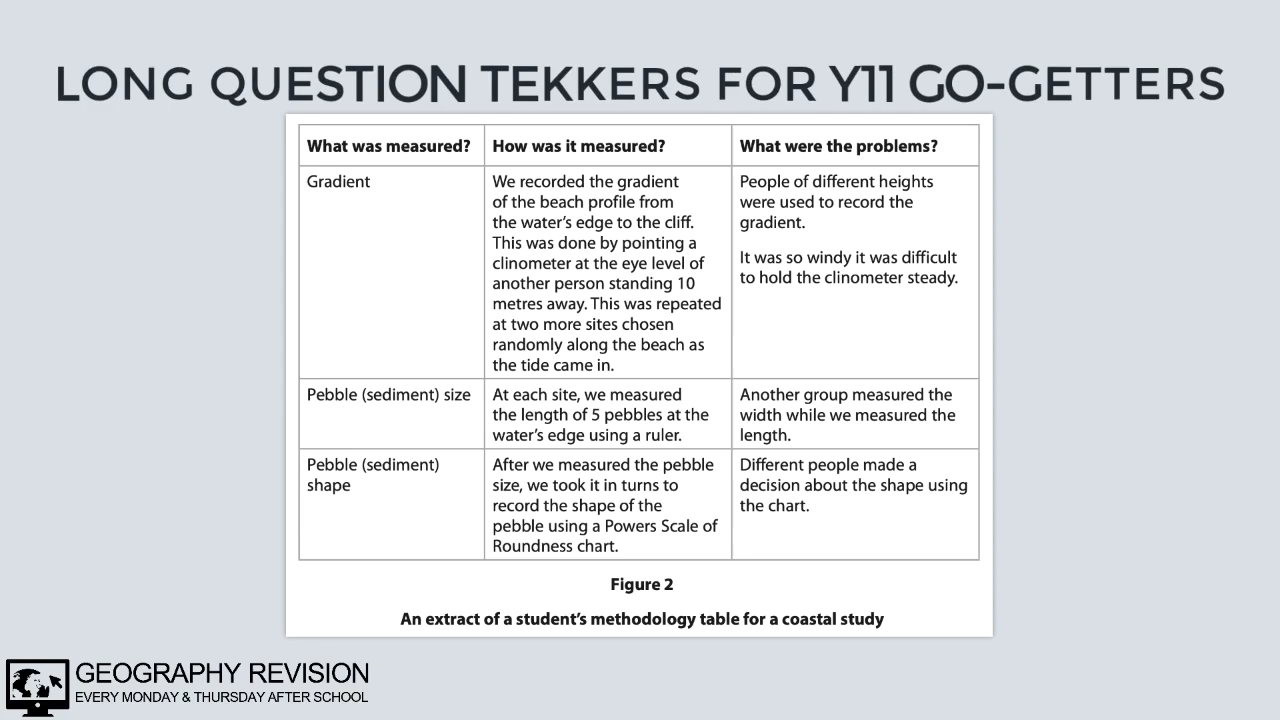 LONG QUESTION TEKKERS FOR Y11 GO-GETTERS
What was measured?
How was it measured?
What were the problems?
Gradient
We recorded the gradient
of the beach profile from
the water’s edge to the cliff.
This was done by pointing a
clinometer at the eye level of
another person standing 10
metres away. This was repeated
at two more sites chosen
randomly along the beach as
the tide came in.
People of different heights
were used to record the
gradient.
It was so windy it was difficult
to hold the clinometer steady.
Pebble (sediment) size
At each site, we measured
the length of 5 pebbles at the
water’s edge using a ruler.
Another group measured the
width while we measured the
length.
Pebble (sediment)
shape
After we measured the pebble
size, we took it in turns to
record the shape of the
pebble using a Powers Scale of
Roundness chart.
Different people made a
decision about the shape using
the chart.
Figure 2
An extract of a student’s methodology table for a coastal study
GEOGRAPHY REVISION
EVERY MONDAY & THURSDAY AFTER SCHOOL